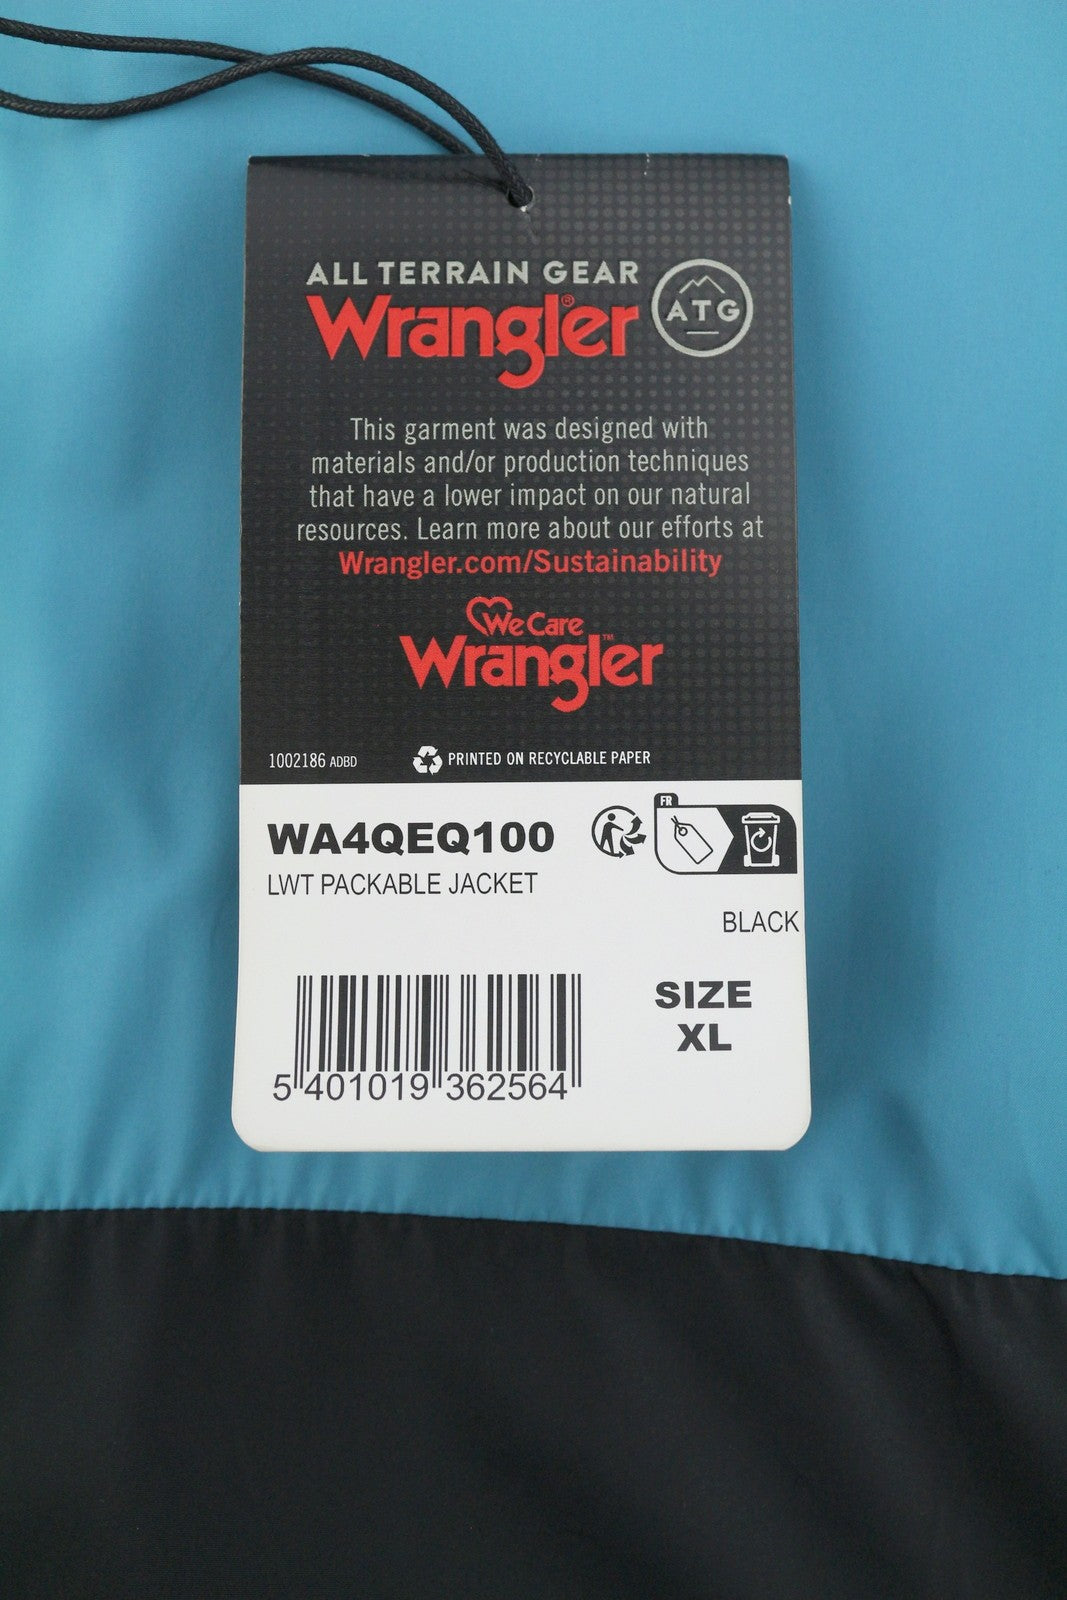 ALL TERRAIN GEAR
Wrangler®
ATG
This garment was designed with
materials and/or production techniques
that have a lower impact on our natural
resources. Learn more about our efforts at
Wrangler.com/Sustainability
We Care
Wrangler™
1002186 ADBD
PRINTED ON RECYCLABLE PAPER
FR
WA4QEQ100
LWT PACKABLE JACKET
BLACK
SIZE
XL
5 401019 362564